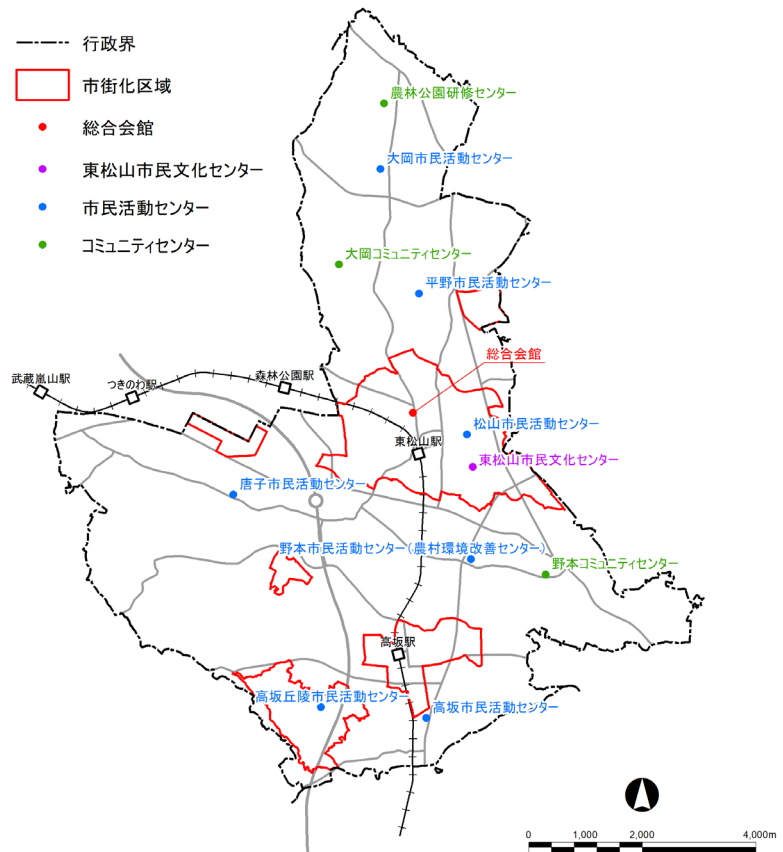 行政界
市街化区域
総合会館
東松山市民文化センター
市民活動センター
コミュニティセンター
農林公園研修センター
大岡市民活動センター
大岡コミュニティセンター
平野市民活動センター
総合会館
武蔵嵐山駅
つきのわ駅
森林公園駅
東松山駅
松山市民活動センター
東松山市民文化センター
唐子市民活動センター
野本市民活動センター(農村環境改善センター)
野本コミュニティセンター
高坂駅
高坂丘陵市民活動センター
高坂市民活動センター
0 1,000 2,000 4,000m